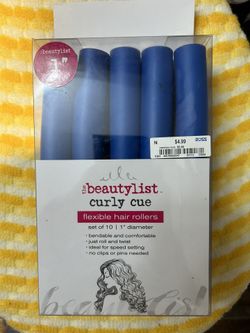 the beautylist
1"
N
$4.99
the beautylist
curly cue
flexible hair rollers
set of 10 | 1" diameter
• bendable and comfortable
• just roll and twist
• ideal for speed setting
• no clips or pins needed
beautylist